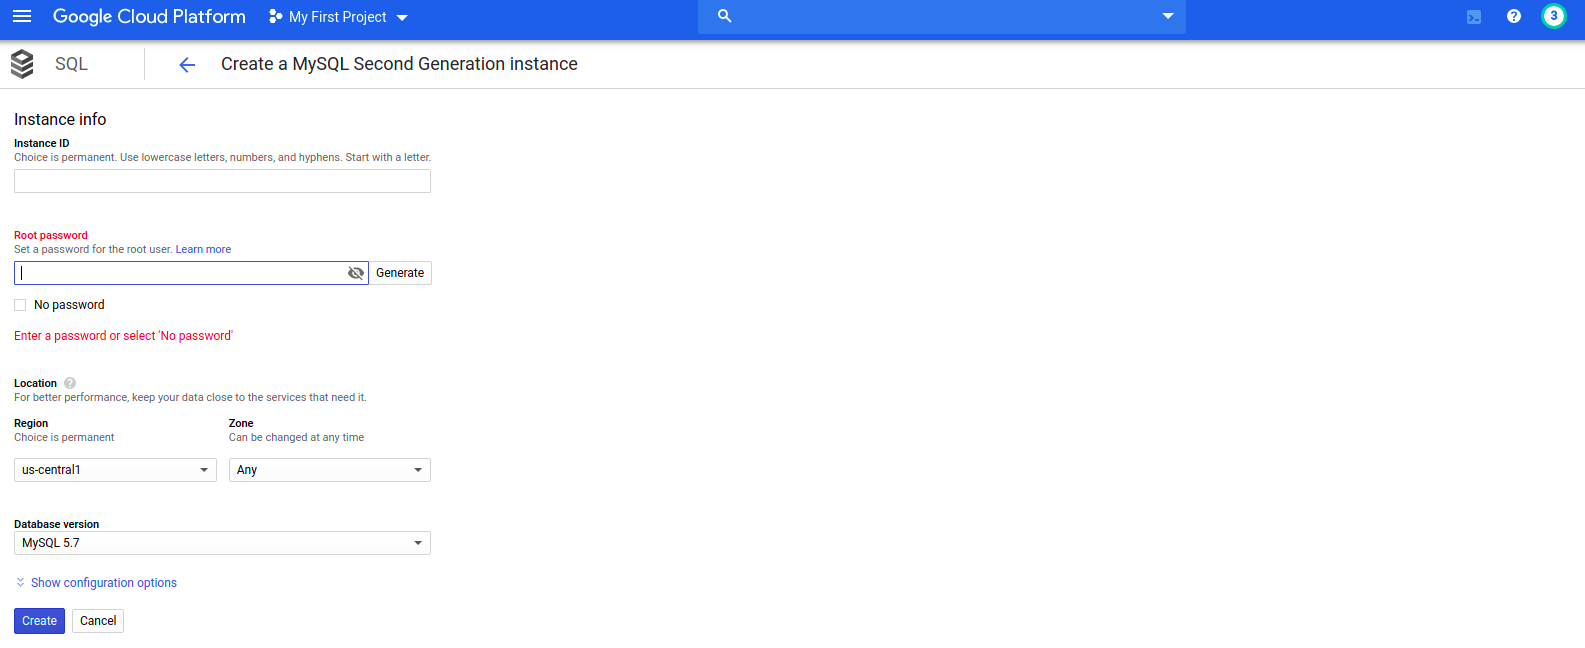 Google Cloud Platform My First Project 3
SQL Create a MySQL Second Generation instance
Instance info
Instance ID
Choice is permanent. Use lowercase letters, numbers, and hyphens. Start with a letter.
Root password
Set a password for the root user. Learn more
Generate
No password
Enter a password or select 'No password'
Location ?
For better performance, keep your data close to the services that need it.
Region Zone
Choice is permanent Can be changed at any time
us-central1 Any
Database version
MySQL 5.7
Show configuration options
Create Cancel